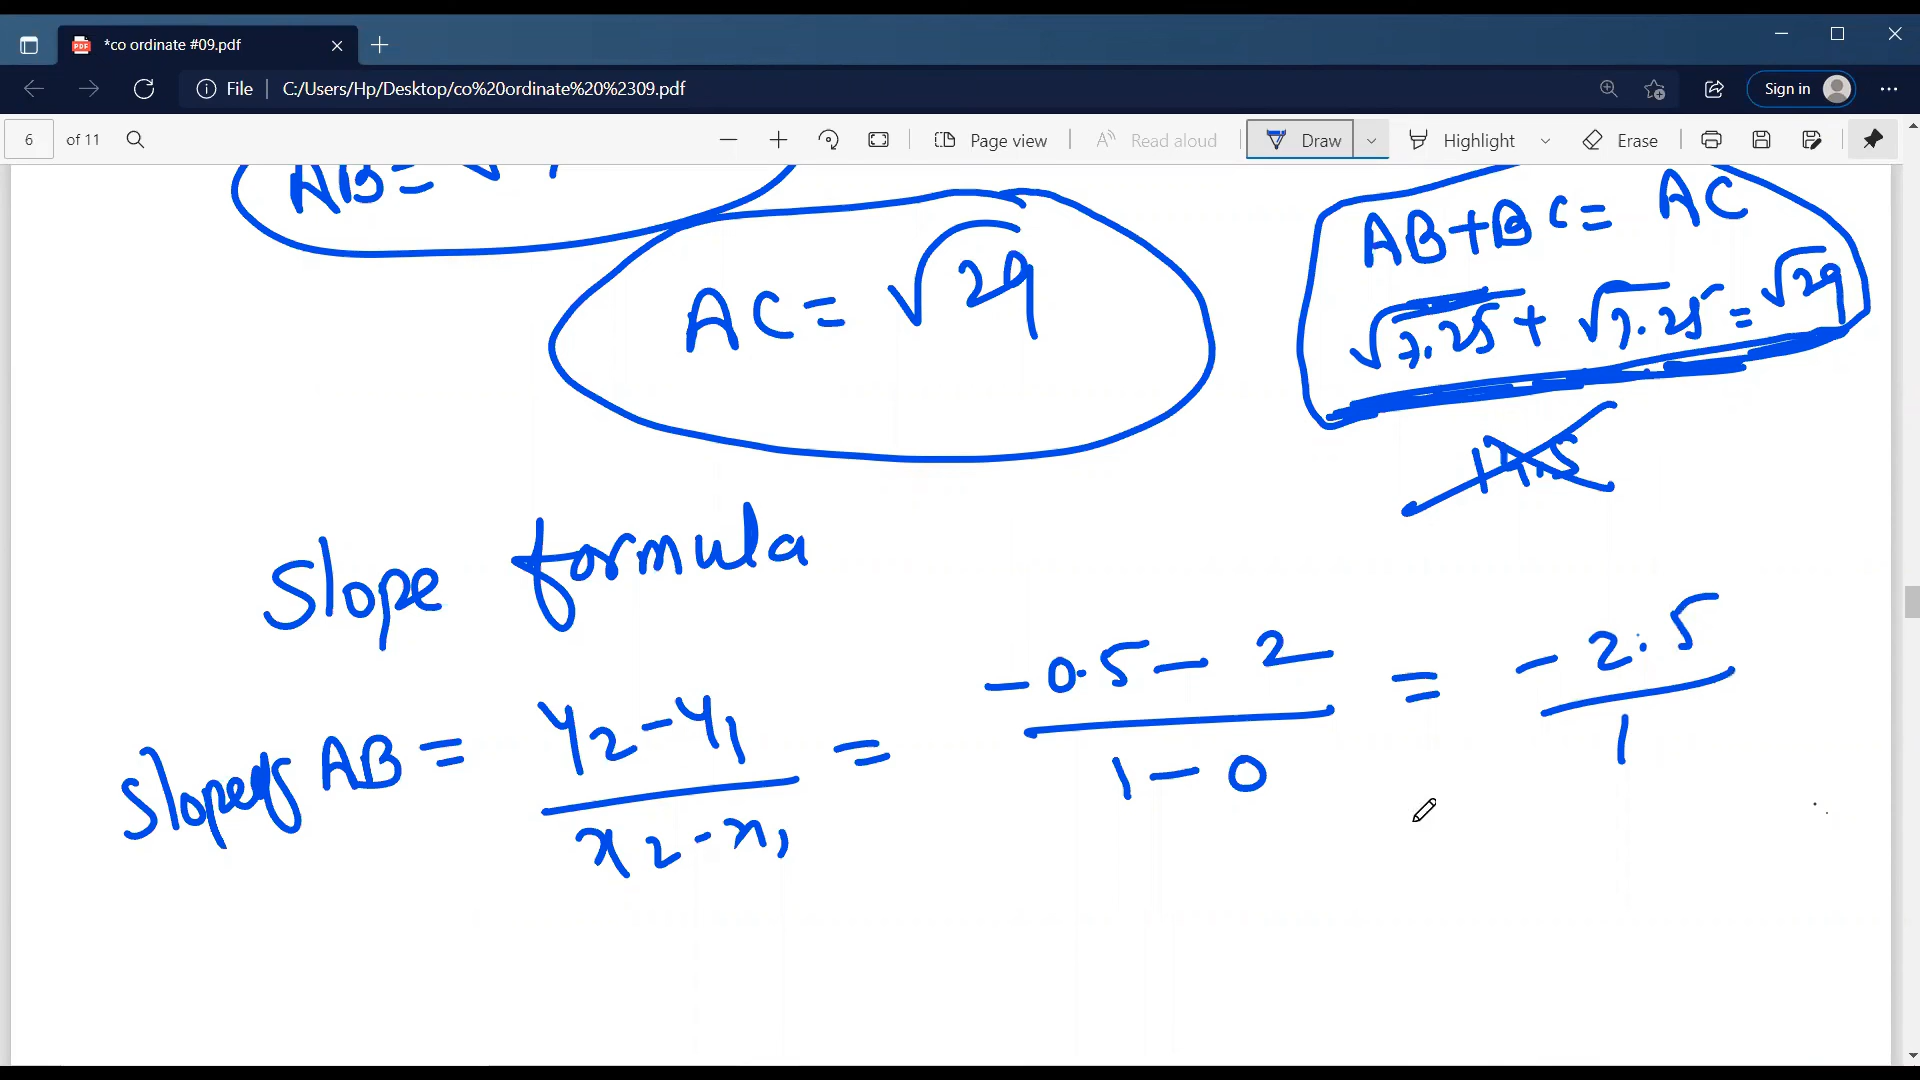 *co ordinate #09.pdf
File | C:/Users/Hp/Desktop/co%20ordinate%20%2309.pdf
Sign in
6 of 11
Page view
Read aloud
Draw
Highlight
Erase
AB=
AC = √29
AB+BC = AC
√7.25 + √7.25 = √29
Slope formula
Slope of AB = y2-y1 / x2-x1 = -0.5-2 / 1-0 = -2.5 / 1